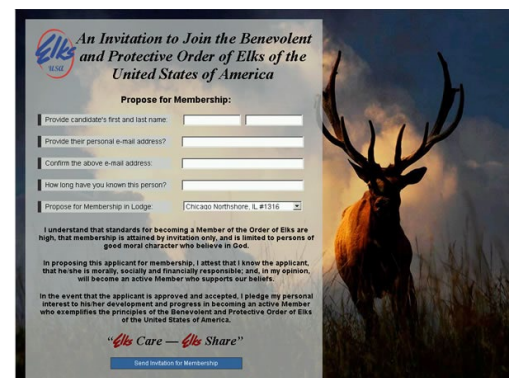 Elks
USA
An Invitation to Join the Benevolent
and Protective Order of Elks of the
United States of America
Propose for Membership:
Provide candidate's first and last name:
Provide their personal e-mail address?
Confirm the above e-mail address:
How long have you known this person?
Propose for Membership in Lodge:
Chicago Northshore, IL #1316
I understand that standards for becoming a Member of the Order of Elks are
high, that membership is attained by invitation only, and is limited to persons of
good moral character who believe in God.
In proposing this applicant for membership, I attest that I know the applicant,
that he/she is morally, socially and financially responsible; and, in my opinion,
will become an active Member who supports our beliefs.
In the event that the applicant is approved and accepted, I pledge my personal
interest to his/her development and progress in becoming an active Member
who exemplifies the principles of the Benevolent and Protective Order of Elks
of the United States of America.
“Elks Care — Elks Share”
Send Invitation for Membership